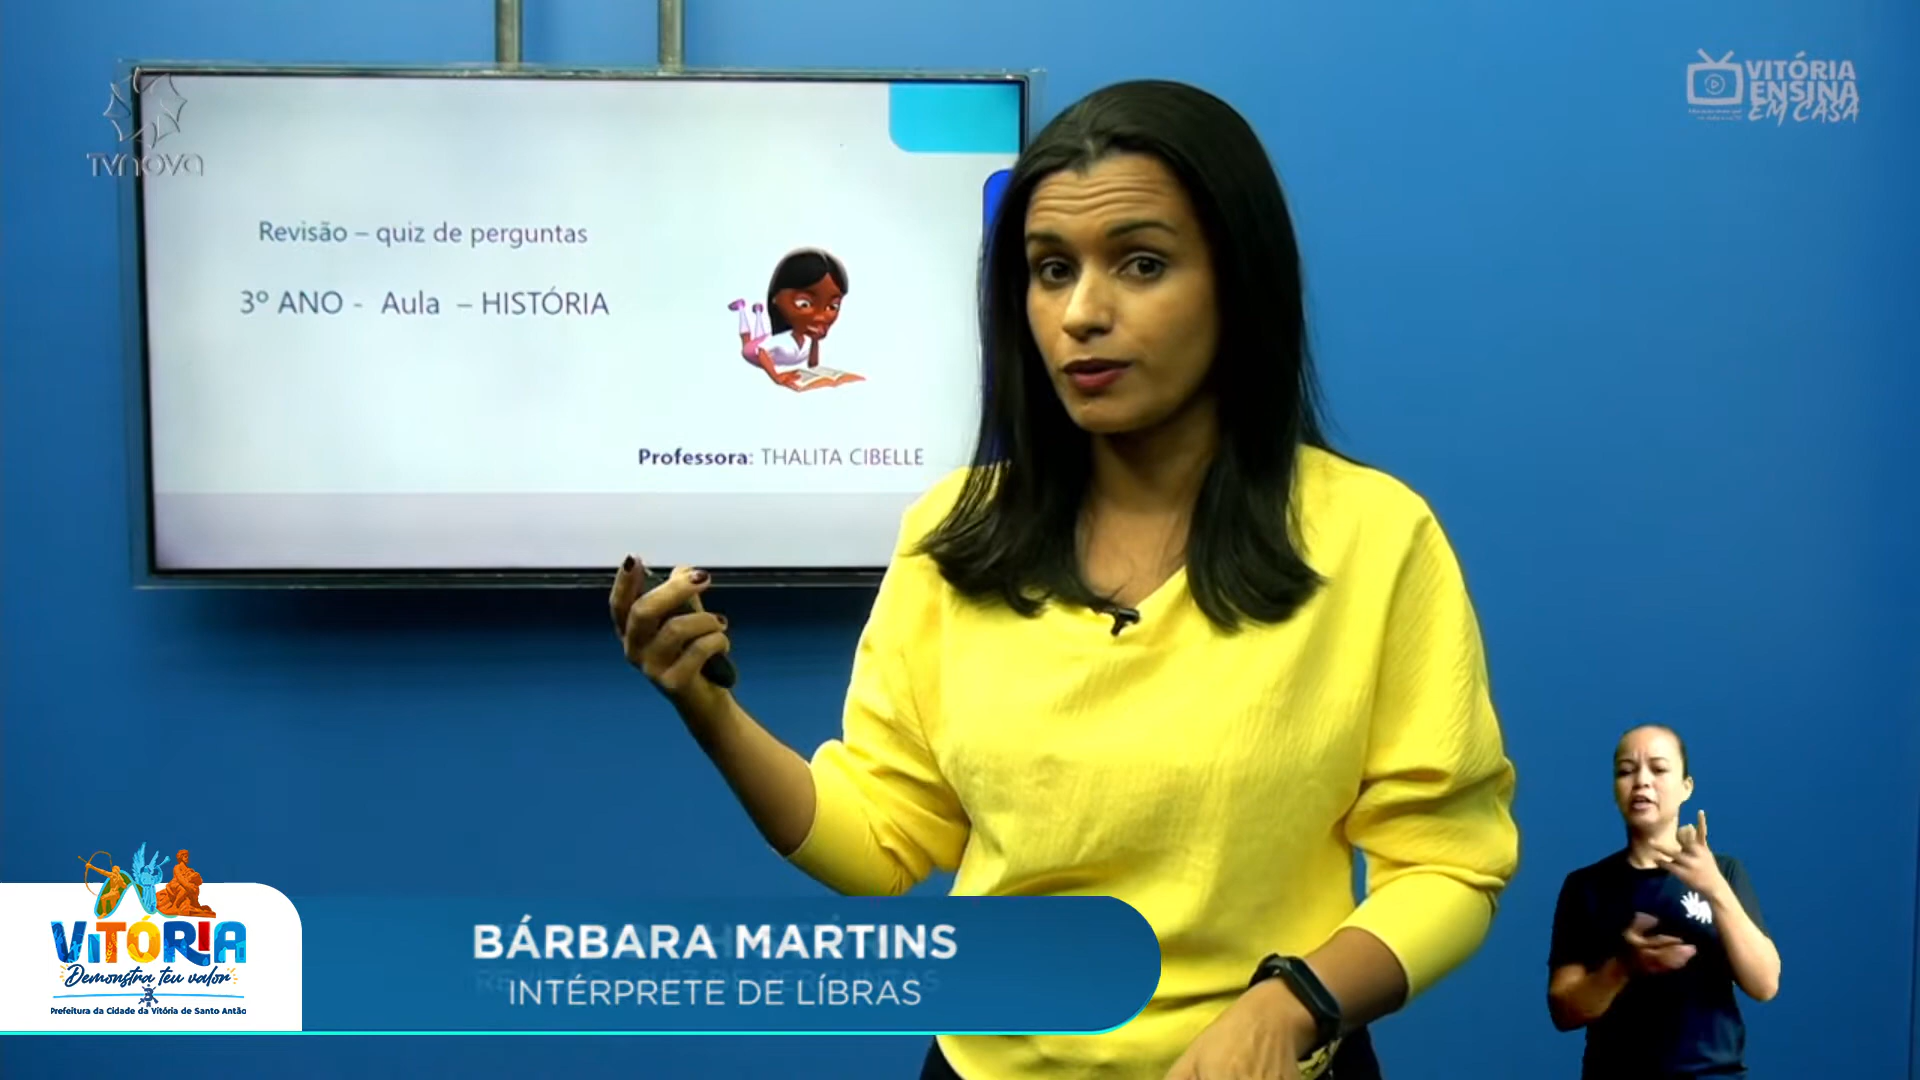 TVNOVA
VITÓRIA
ENSINA
EM CASA
Revisão – quiz de perguntas
3º ANO - Aula – HISTÓRIA
Professora: THALITA CIBELLE
BÁRBARA MARTINS
INTÉRPRETE DE LÍBRAS
VITÓRIA
Demonstra teu valor
Prefeitura da Cidade da Vitória de Santo Antão